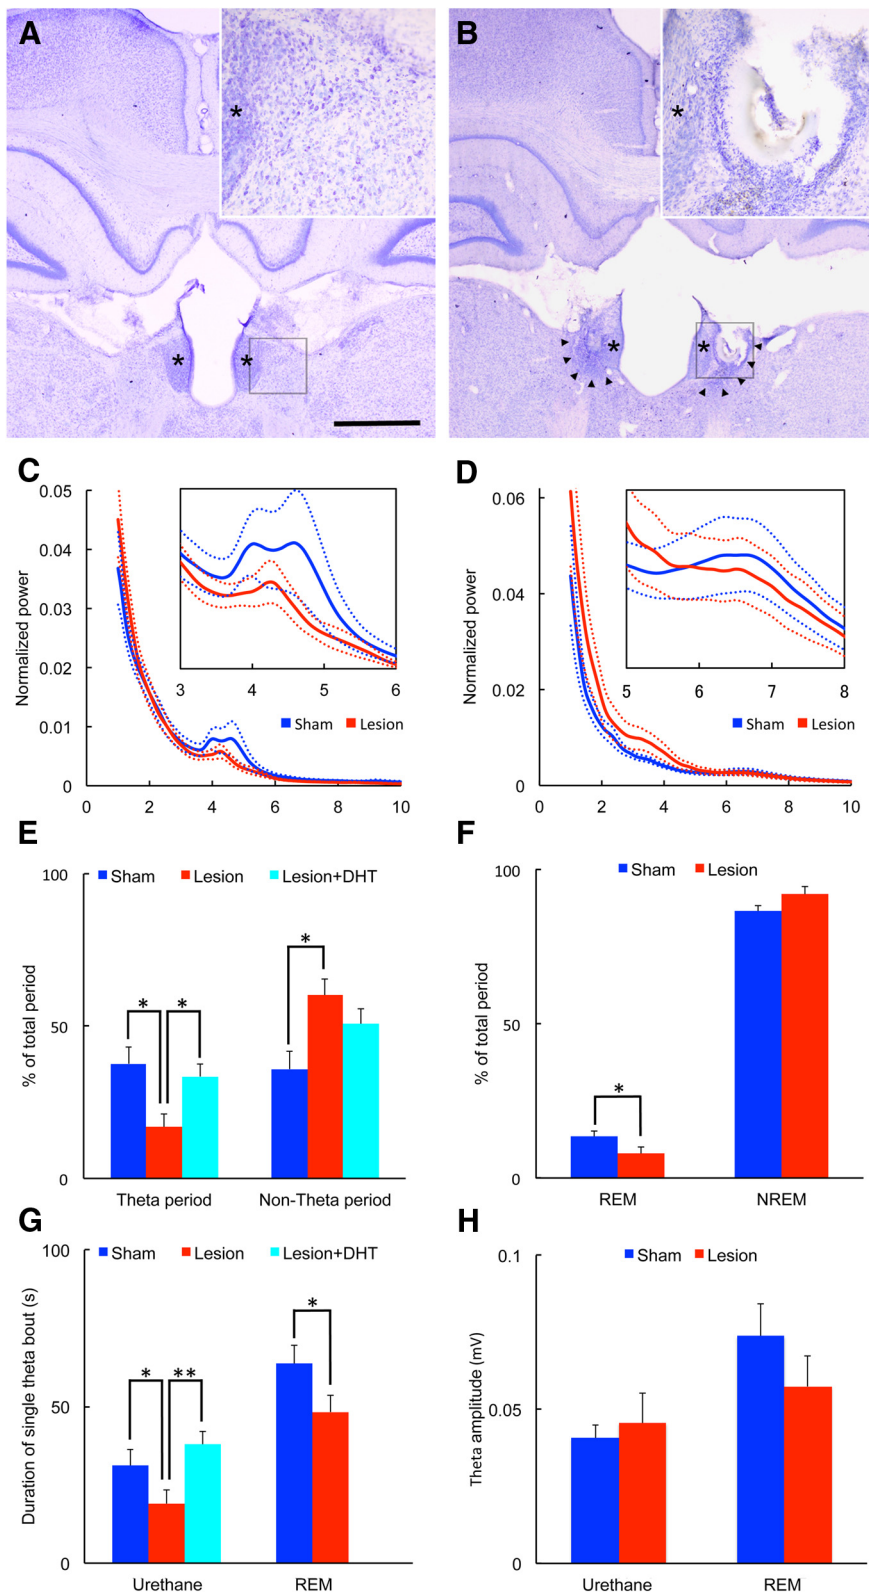 A
B
*
*
*
*
*
*
C
D
Normalized power
0.05
0.04
0.03
0.02
0.01
0
3
4
5
6
Sham
Lesion
0
2
4
6
8
10
Normalized power
0.06
0.04
0.02
0
5
6
7
8
Sham
Lesion
0
2
4
6
8
10
E
Sham
Lesion
Lesion+DHT
% of total period
100
50
0
*
*
*
Theta period
Non-Theta period
F
Sham
Lesion
% of total period
100
50
0
*
REM
NREM
G
Sham
Lesion
Lesion+DHT
Duration of single theta bout (s)
100
50
0
*
**
*
Urethane
REM
H
Sham
Lesion
Theta amplitude (mV)
0.1
0.05
0
Urethane
REM